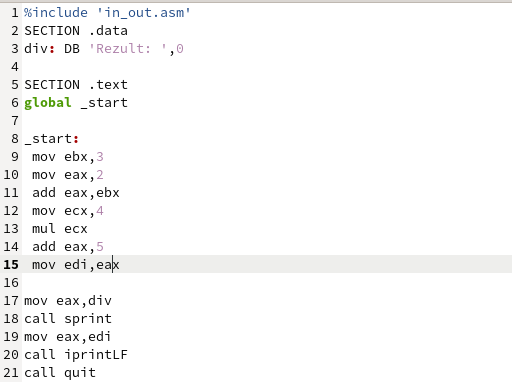 1 %include 'in_out.asm'
2 SECTION .data
3 div: DB 'Rezult: ',0
4
5 SECTION .text
6 global _start
7
8 _start:
9  mov ebx,3
10  mov eax,2
11  add eax,ebx
12  mov ecx,4
13  mul ecx
14  add eax,5
15  mov edi,eax
16
17 mov eax,div
18 call sprint
19 mov eax,edi
20 call iprintLF
21 call quit